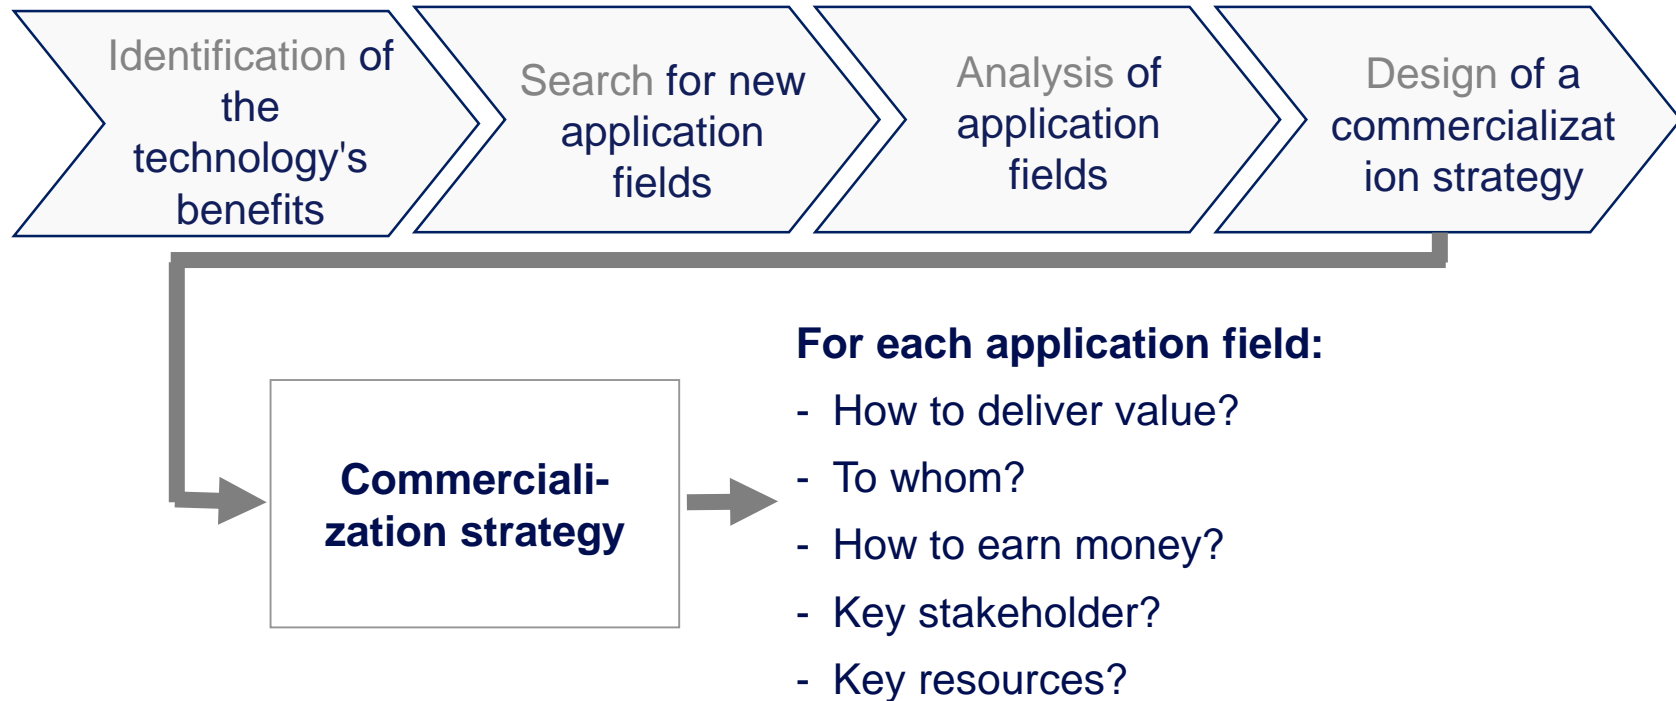 Identification of
the
technology's
benefits
Search for new
application
fields
Analysis of
application
fields
Design of a
commercializat
ion strategy
For each application field:
- How to deliver value?
- To whom?
- How to earn money?
- Key stakeholder?
- Key resources?
Commerciali-
zation strategy